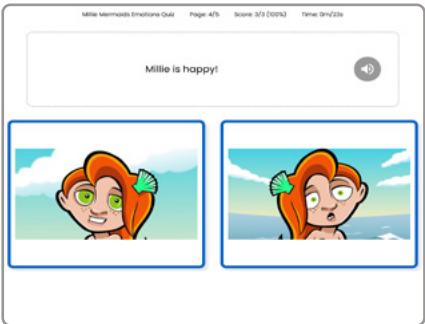 Millie Mermaids Emotions Quiz Page: 4/5 Score: 3/3 (100%) Time: 0m/23s
Millie is happy!